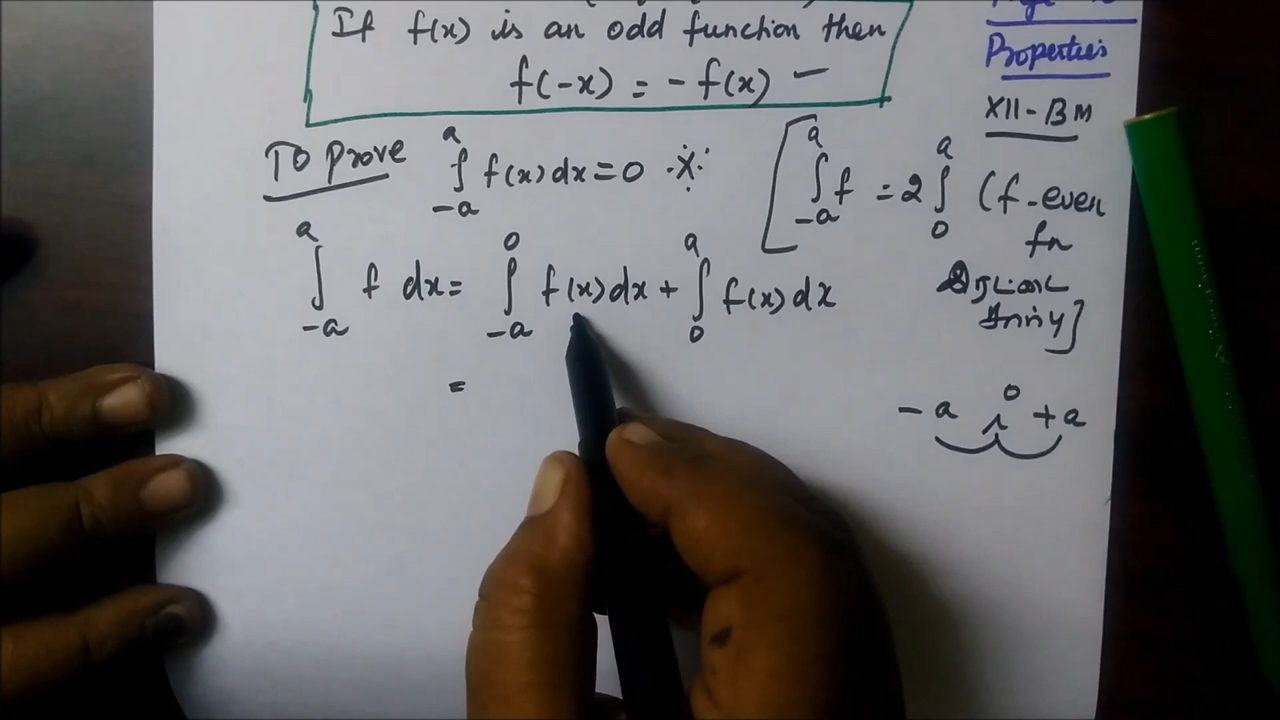 If f(x) is an odd function then
f(-x) = - f(x) -
Properties
XII - BM
To prove ∫_{-a}^{a} f(x) dx = 0
[ ∫_{-a}^{a} f = 2 ∫_{0}^{a} (f - even
fn
∫_{-a}^{a} f dx = ∫_{-a}^{0} f(x) dx + ∫_{0}^{a} f(x) dx
=
-a 0 +a